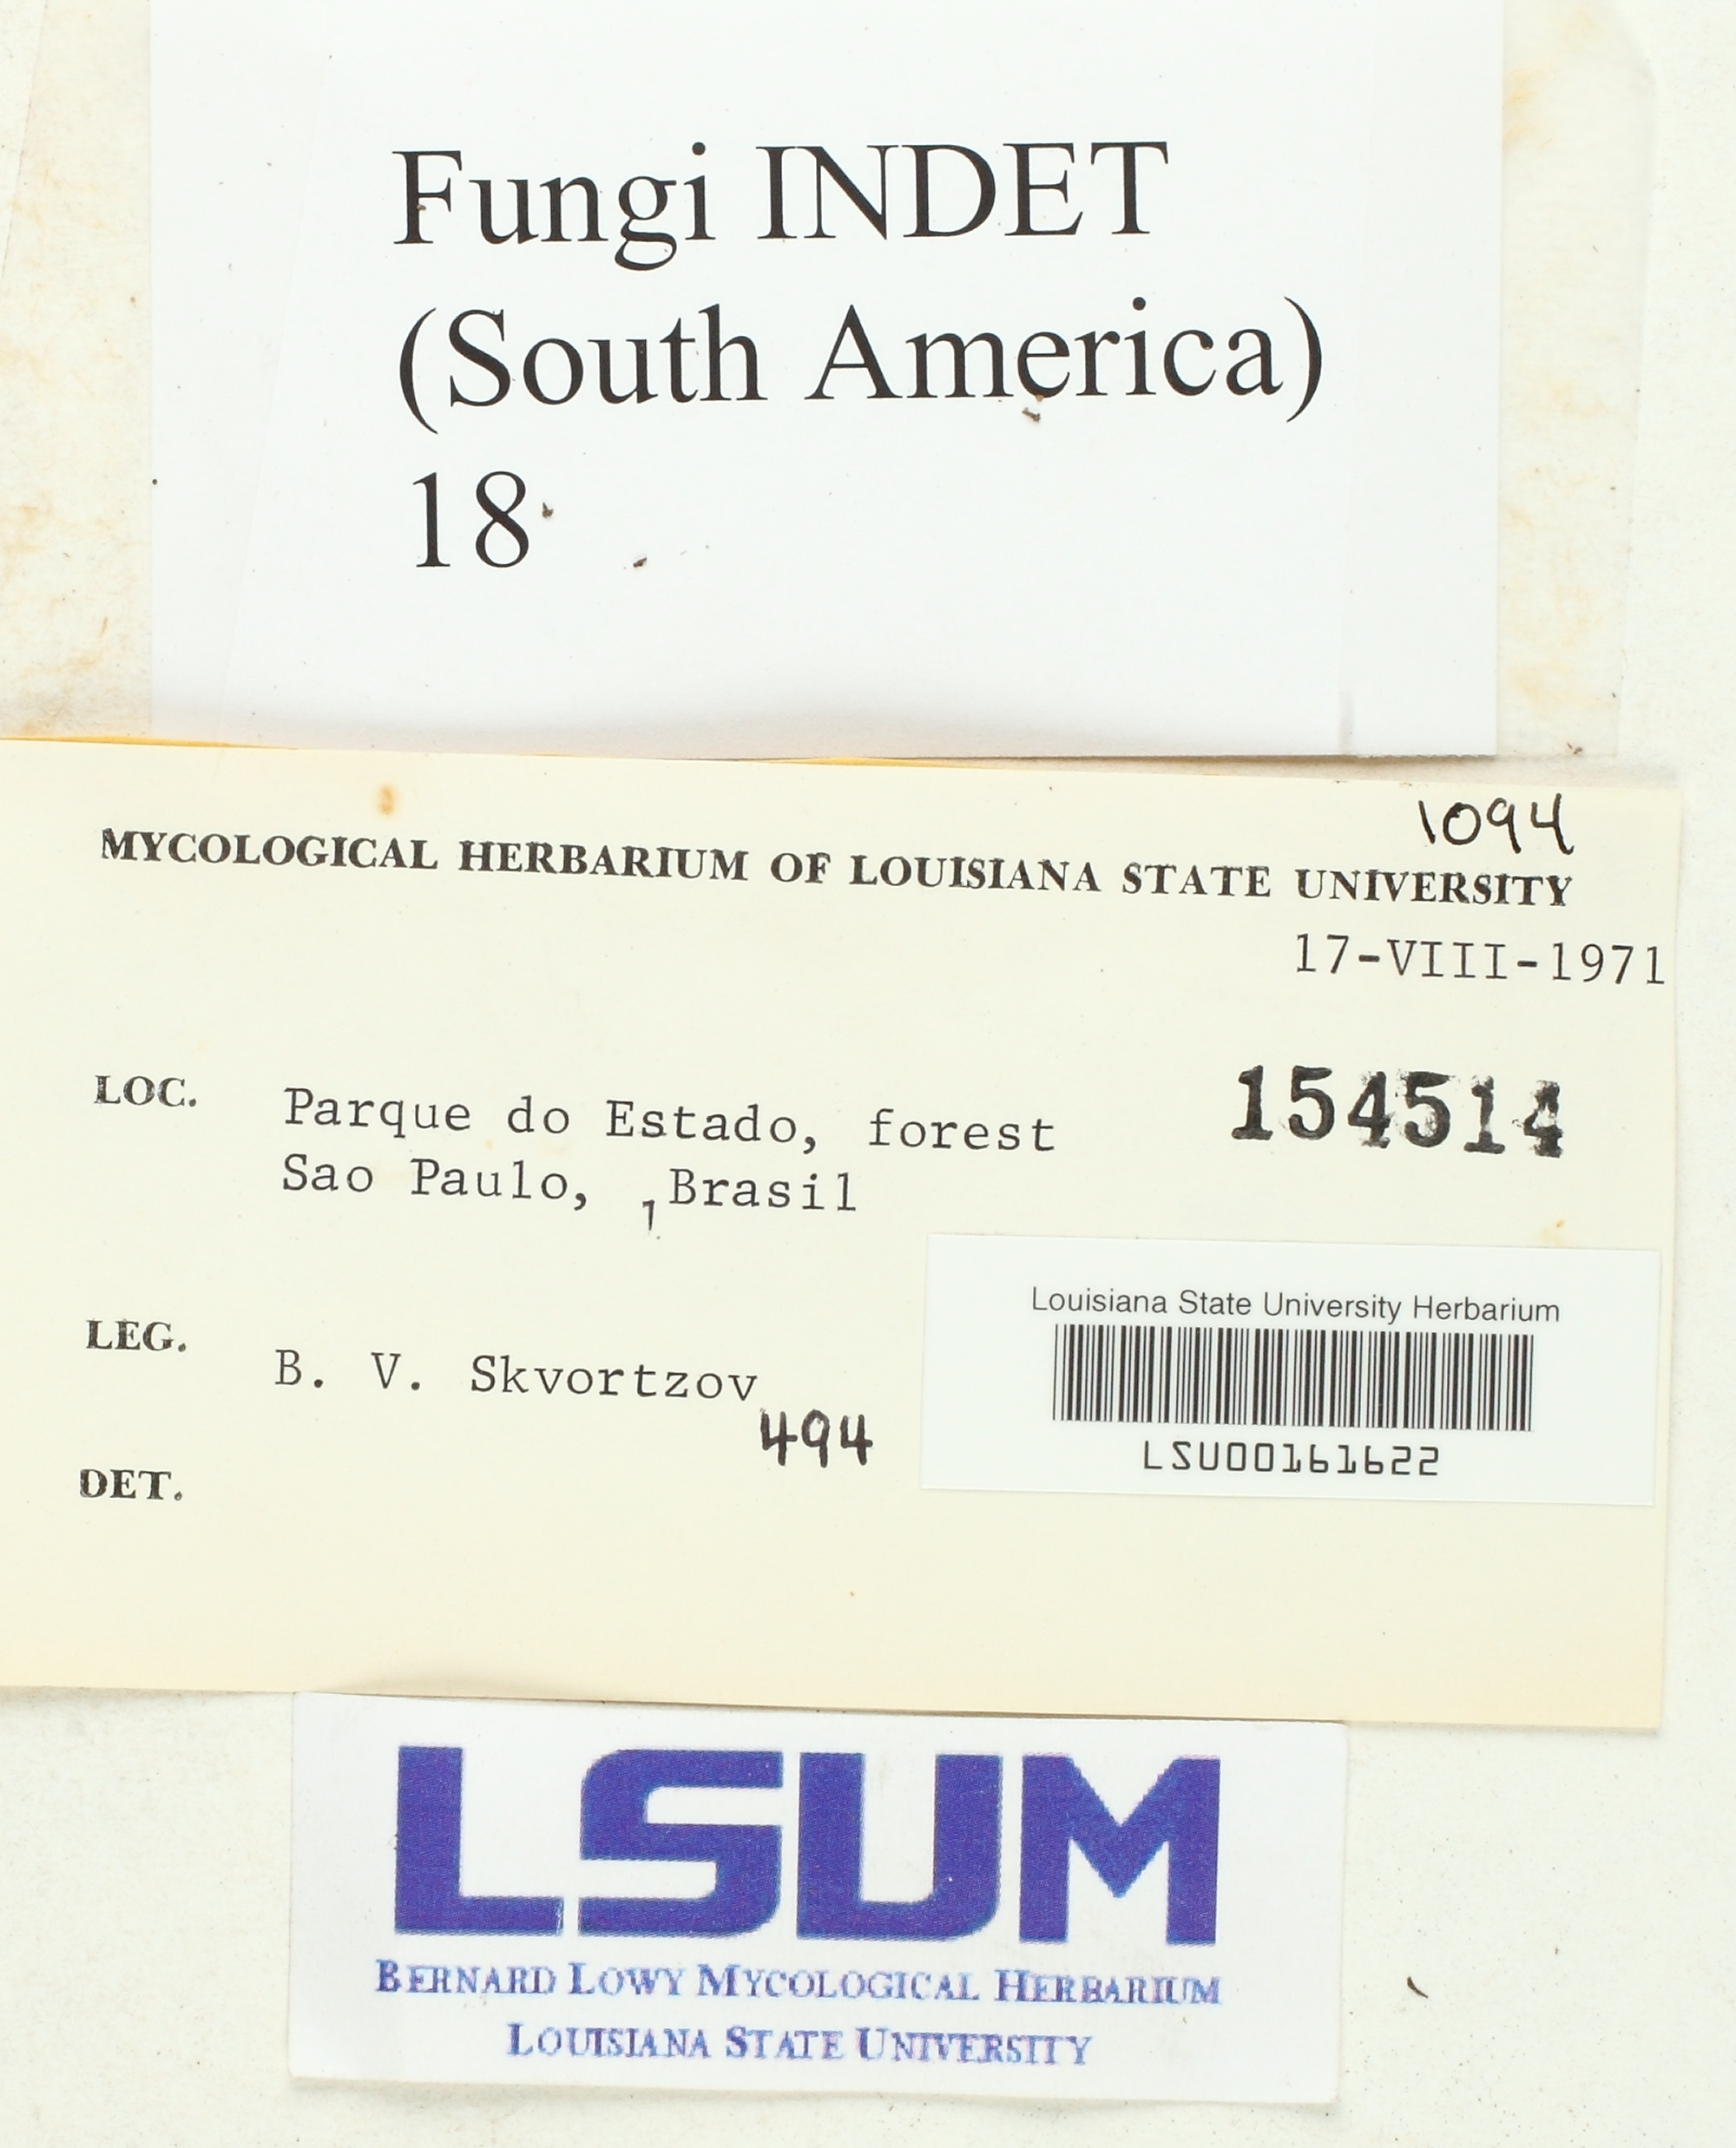 Fungi INDET
(South America)
18
1094
MYCOLOGICAL HERBARIUM OF LOUISIANA STATE UNIVERSITY
17-VIII-1971
LOC. Parque do Estado, forest
154514
Sao Paulo, , Brasil
Louisiana State University Herbarium
LSU00161622
LEG. B. V. Skvortzov
494
DET.
LSUM
BERNARD LOWY MYCOLOGICAL HERBARIUM
LOUISIANA STATE UNIVERSITY